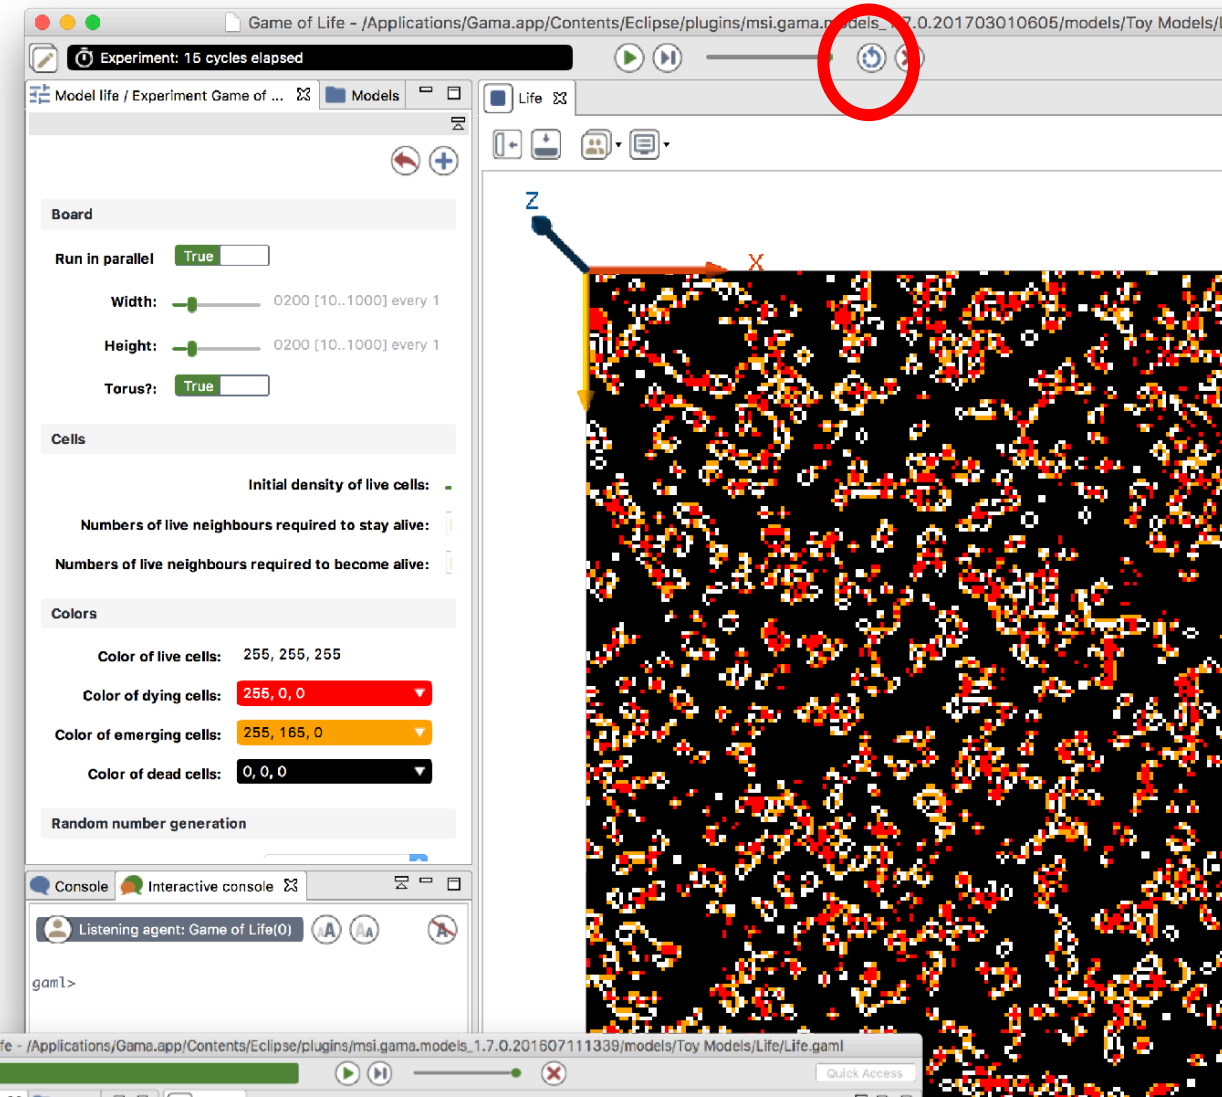 Game of Life - /Applications/Gama.app/Contents/Eclipse/plugins/msi.gama.models_1.7.0.201703010605/models/Toy Models/
Experiment: 16 cycles elapsed
Model life / Experiment Game of ...
Models
Life
Z
X
Board
Run in parallel True
Width: 0200 [10..1000] every 1
Height: 0200 [10..1000] every 1
Torus?: True
Cells
Initial density of live cells:
Numbers of live neighbours required to stay alive:
Numbers of live neighbours required to become alive:
Colors
Color of live cells: 255, 255, 255
Color of dying cells: 255, 0, 0
Color of emerging cells: 255, 165, 0
Color of dead cells: 0, 0, 0
Random number generation
Console
Interactive console
Listening agent: Game of Life(0)
AA
AA
A
gaml>
fe - /Applications/Gama.app/Contents/Eclipse/plugins/msi.gama.models_1.7.0.201607111339/models/Toy Models/Life/Life.gaml
Quick Access